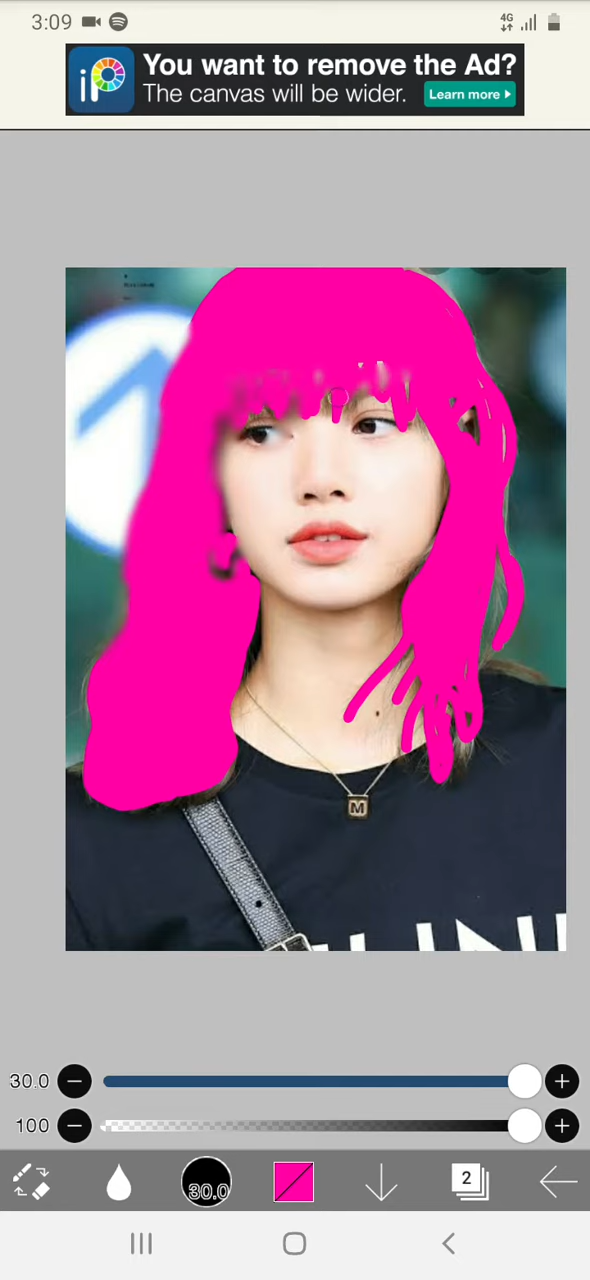 3:09
4G
iP
You want to remove the Ad?
The canvas will be wider.
Learn more
M
30.0
100
30.0
2